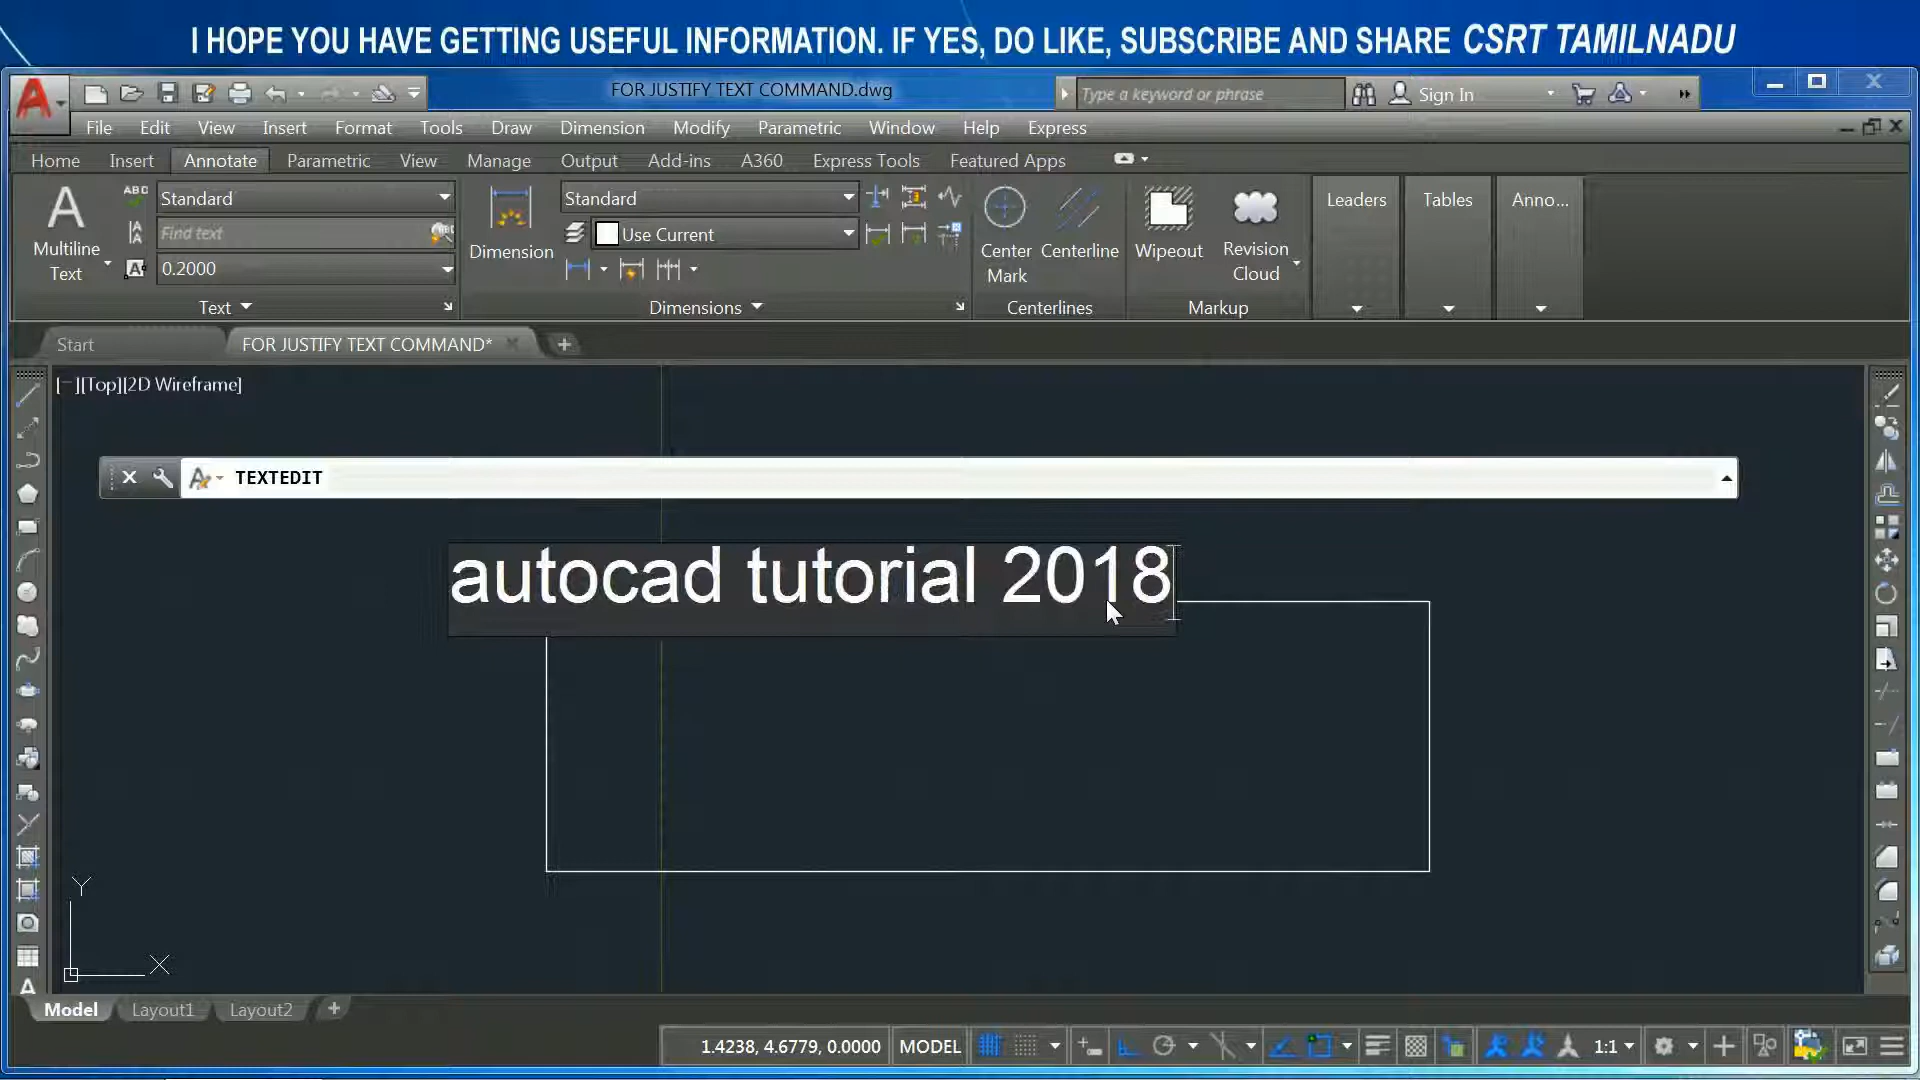 I HOPE YOU HAVE GETTING USEFUL INFORMATION. IF YES, DO LIKE, SUBSCRIBE AND SHARE CSRT TAMILNADU
FOR JUSTIFY TEXT COMMAND.dwg
Type a keyword or phrase
Sign In
File Edit View Insert Format Tools Draw Dimension Modify Parametric Window Help Express
Home Insert Annotate Parametric View Manage Output Add-ins A360 Express Tools Featured Apps
Multiline
Text
ABC
Standard
Find text
0.2000
Text
Dimension
Standard
Use Current
Dimensions
Center
Mark
Centerline
Centerlines
Wipeout
Revision
Cloud
Markup
Leaders
Tables
Anno...
Start
FOR JUSTIFY TEXT COMMAND*
[−][Top][2D Wireframe]
TEXTEDIT
autocad tutorial 2018
Y
X
Model Layout1 Layout2
1.4238, 4.6779, 0.0000 MODEL 1:1